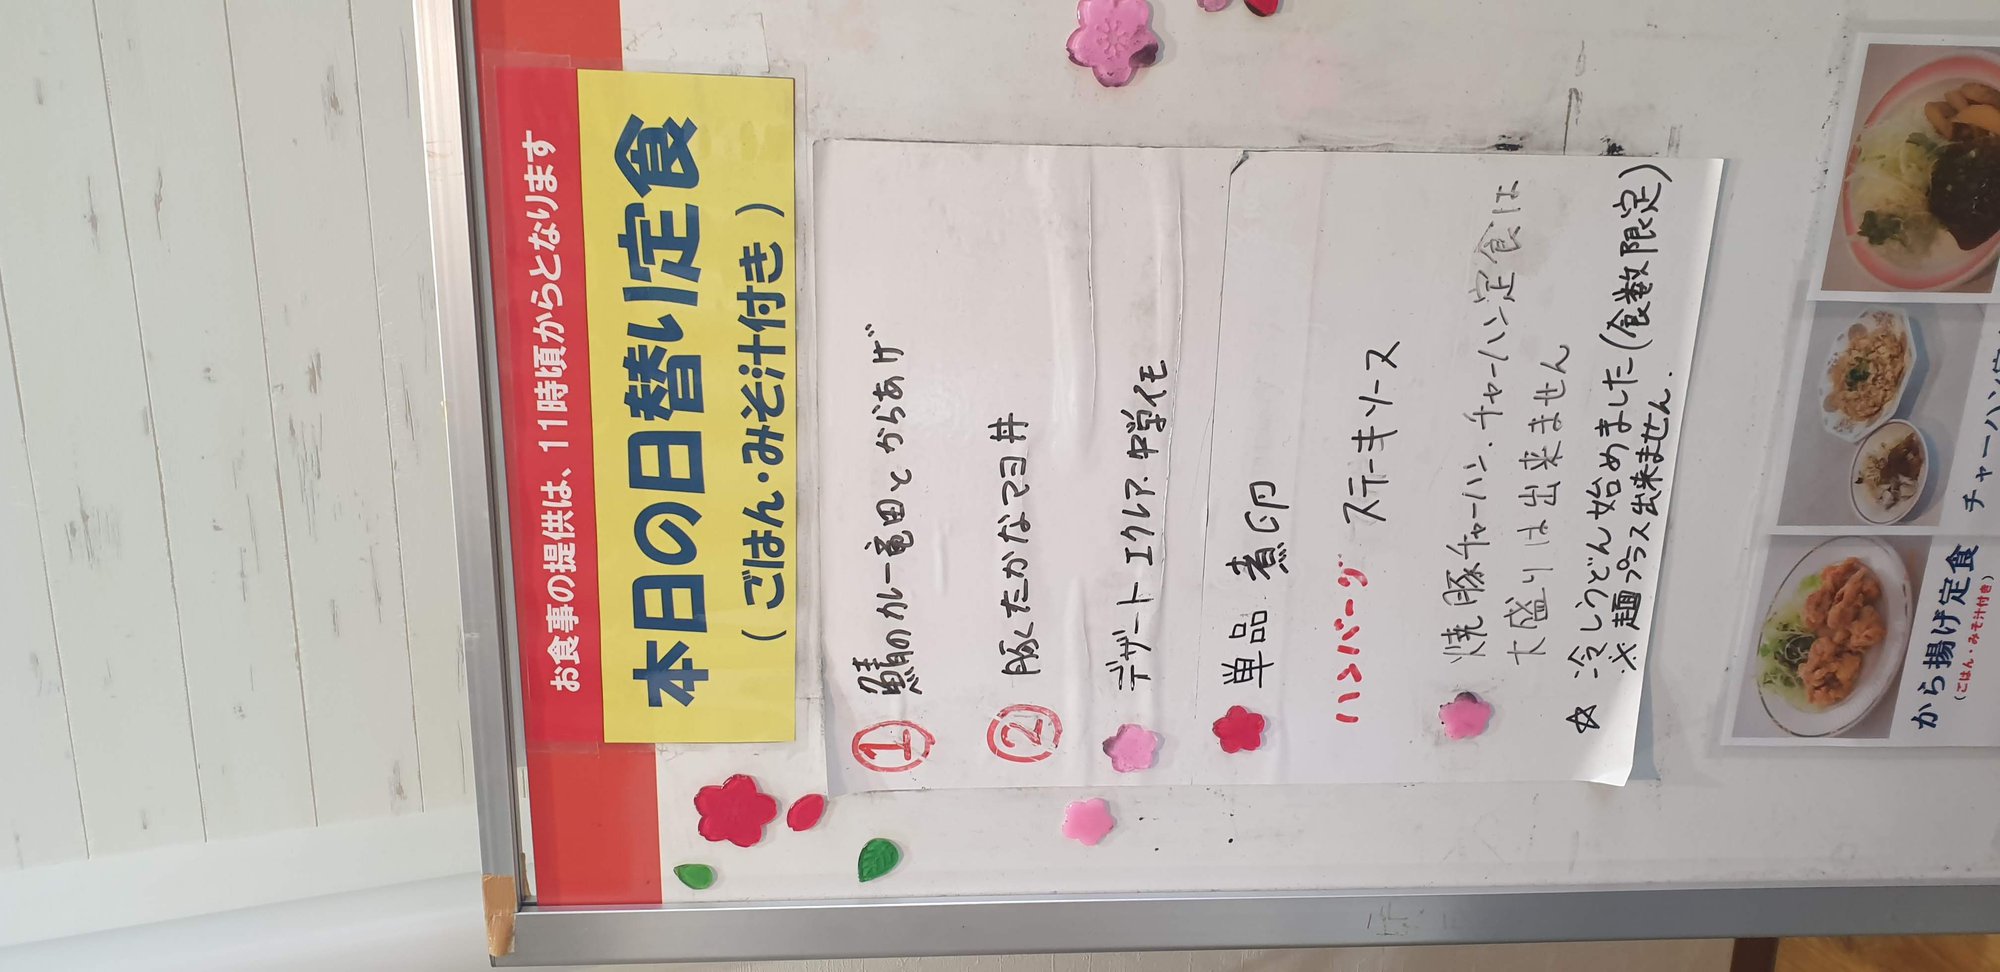 お食事の提供は、11時頃からとなります
本日の日替り定食
(ごはん・みそ汁付き)
① 鯖のカレー竜田とからあげ
② 豚とたかなマヨ丼
デザート エクレア.中学イモ
単品 煮卵
ハンバーグ ステーキソース
焼豚チャーハン.チャーハン定食は
大盛りは出来ません
☆ 冷しうどん始めました(食数限定)
※麺プラス出来ません.
から揚げ定食
(ごはん・みそ汁付き)
チャーハン定